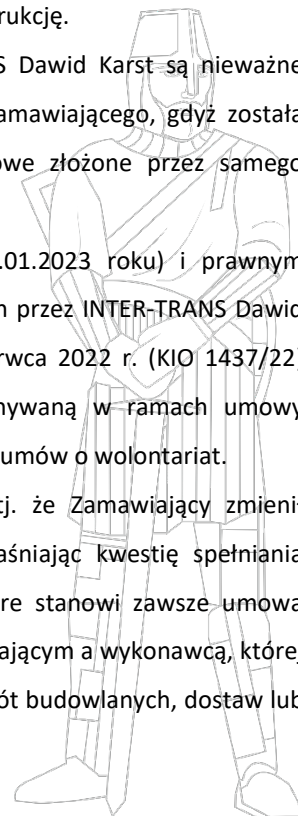 rukcję.
S Dawid Karst są nieważne
amawiającego, gdyż została
owe złożone przez samego
.01.2023 roku) i prawnym
n przez INTER-TRANS Dawid
rwca 2022 r. (KIO 1437/22)
nywaną w ramach umowy
umów o wolontariat.
tj. że Zamawiający zmienił
aśniając kwestię spełniania
re stanowi zawsze umowa
ającym a wykonawcą, której
ót budowlanych, dostaw lub